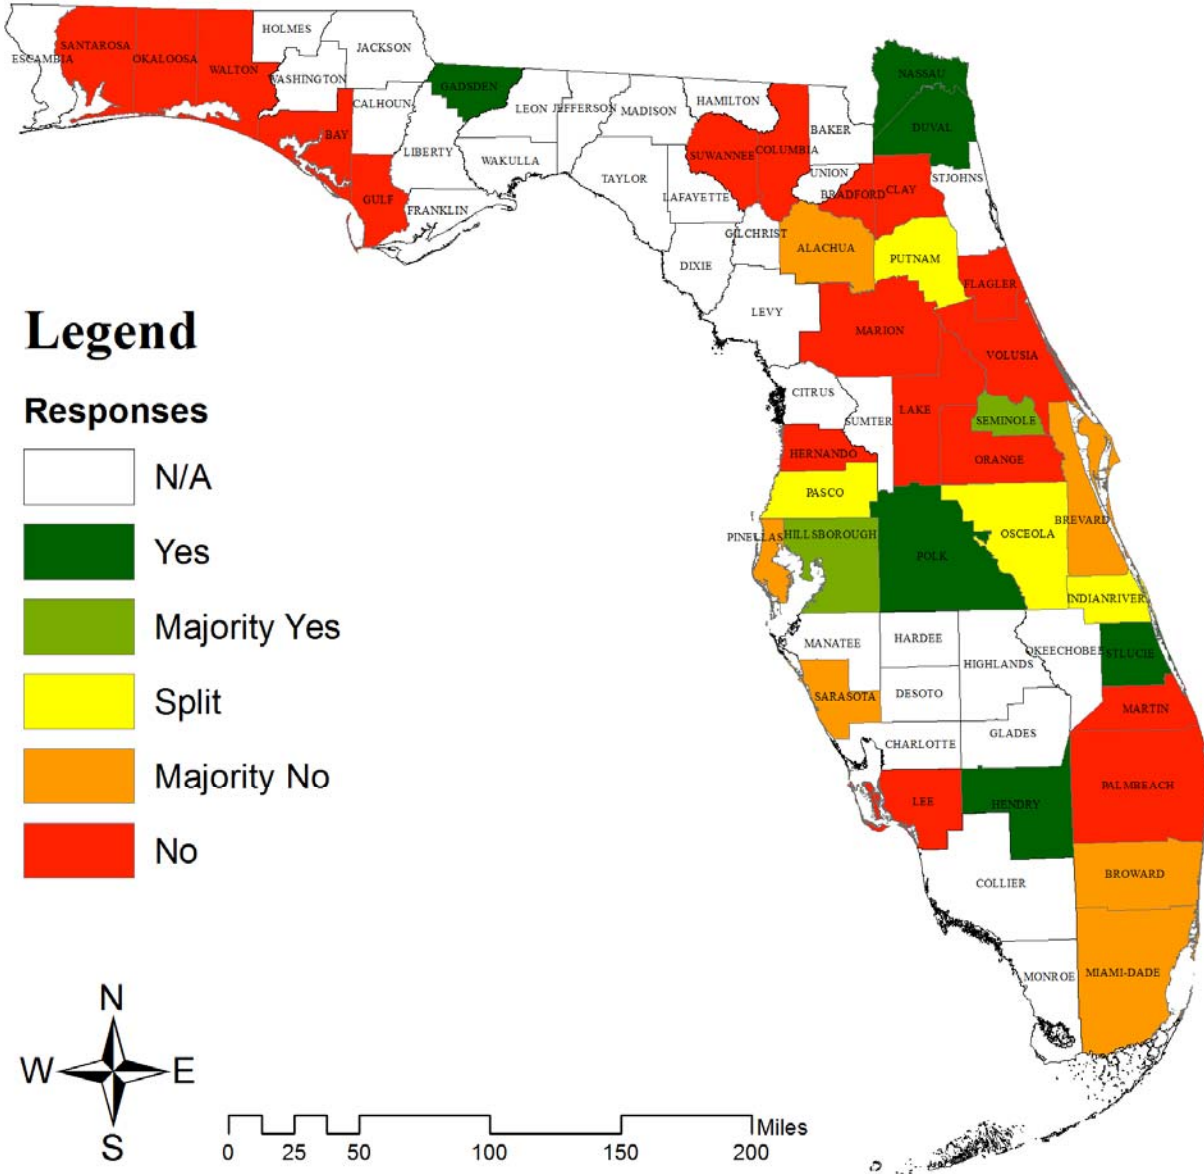 HOLMES
JACKSON
SANTAROSA
ESCAMBIA
OKALOOSA
WALTON
WASHINGTON
GADSDEN
NASSAU
CALHOUN
LEON
JEFFERSON
MADISON
HAMILTON
BAKER
DUVAL
BAY
LIBERTY
WAKULLA
SUWANNEE
COLUMBIA
UNION
STJOHNS
TAYLOR
LAFAYETTE
BRADFORD
CLAY
GULF
FRANKLIN
GILCHRIST
ALACHUA
PUTNAM
DIXIE
FLAGLER
LEVY
MARION
VOLUSIA
CITRUS
SUMTER
LAKE
SEMINOLE
HERNANDO
ORANGE
PASCO
BREVARD
PINELLAS
HILLSBOROUGH
OSCEOLA
POLK
INDIANRIVER
MANATEE
HARDEE
HIGHLANDS
OKEECHOBEE
STLUCIE
SARASOTA
DESOTO
MARTIN
CHARLOTTE
GLADES
LEE
HENDRY
PALMBEACH
COLLIER
BROWARD
MONROE
MIAMI-DADE
Legend
Responses
N/A
Yes
Majority Yes
Split
Majority No
No
N
W E
S
Miles
0 25 50 100 150 200